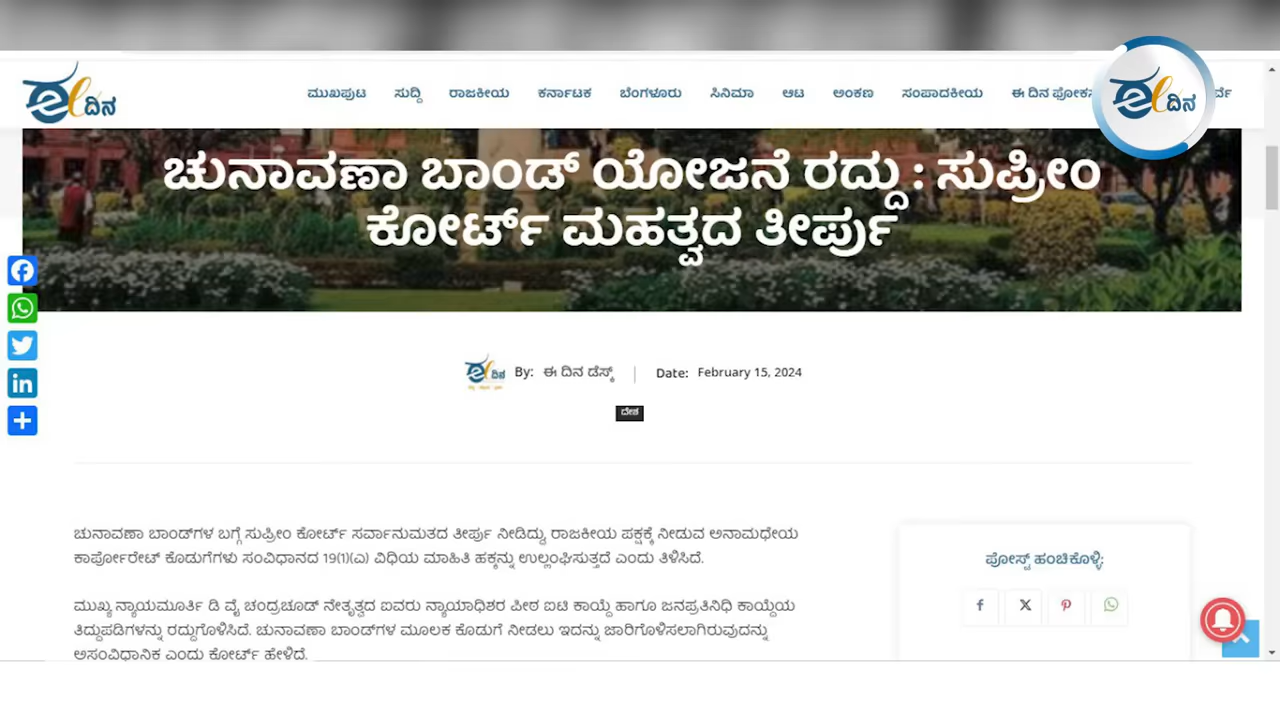 ಈ ದಿನ
ಮುಖಪುಟ ಸುದ್ದಿ ರಾಜಕೀಯ ಕರ್ನಾಟಕ ಬೆಂಗಳೂರು ಸಿನಿಮಾ ಆಟ ಅಂಕಣ ಸಂಪಾದಕೀಯ ಈ ದಿನ
ಈ ದಿನ
ಚುನಾವಣಾ ಬಾಂಡ್ ಯೋಜನೆ ರದ್ದು : ಸುಪ್ರೀಂ
ಕೋರ್ಟ್ ಮಹತ್ವದ ತೀರ್ಪು
By: ಈ ದಿನ ಡೆಸ್ಕ್ | Date: February 15, 2024
ದೇಶ
ಚುನಾವಣಾ ಬಾಂಡ್‌ಗಳ ಬಗ್ಗೆ ಸುಪ್ರೀಂ ಕೋರ್ಟ್ ಸರ್ವಾನುಮತದ ತೀರ್ಪು ನೀಡಿದ್ದು, ರಾಜಕೀಯ ಪಕ್ಷಕ್ಕೆ ನೀಡುವ ಅನಾಮಧೇಯ
ಕಾರ್ಪೋರೇಟ್ ಕೊಡುಗೆಗಳು ಸಂವಿಧಾನದ 19(1)(ಎ) ವಿಧಿಯ ಮಾಹಿತಿ ಹಕ್ಕನ್ನು ಉಲ್ಲಂಘಿಸುತ್ತದೆ ಎಂದು ತಿಳಿಸಿದೆ.
ಮುಖ್ಯ ನ್ಯಾಯಮೂರ್ತಿ ಡಿ ವೈ ಚಂದ್ರಚೂಡ್ ನೇತೃತ್ವದ ಐವರು ನ್ಯಾಯಾಧಿಶರ ಪೀಠ ಐಟಿ ಕಾಯ್ದೆ ಹಾಗೂ ಜನಪ್ರತಿನಿಧಿ ಕಾಯ್ದೆಯ
ತಿದ್ದುಪಡಿಗಳನ್ನು ರದ್ದುಗೊಳಿಸಿದೆ. ಚುನಾವಣಾ ಬಾಂಡ್‌ಗಳ ಮೂಲಕ ಕೊಡುಗೆ ನೀಡಲು ಇದನ್ನು ಜಾರಿಗೊಳಿಸಲಾಗಿರುವುದನ್ನು
ಅಸಂವಿಧಾನಿಕ ಎಂದು ಕೋರ್ಟ್ ಹೇಳಿದೆ.
ಪೋಸ್ಟ್ ಹಂಚಿಕೊಳ್ಳಿ: